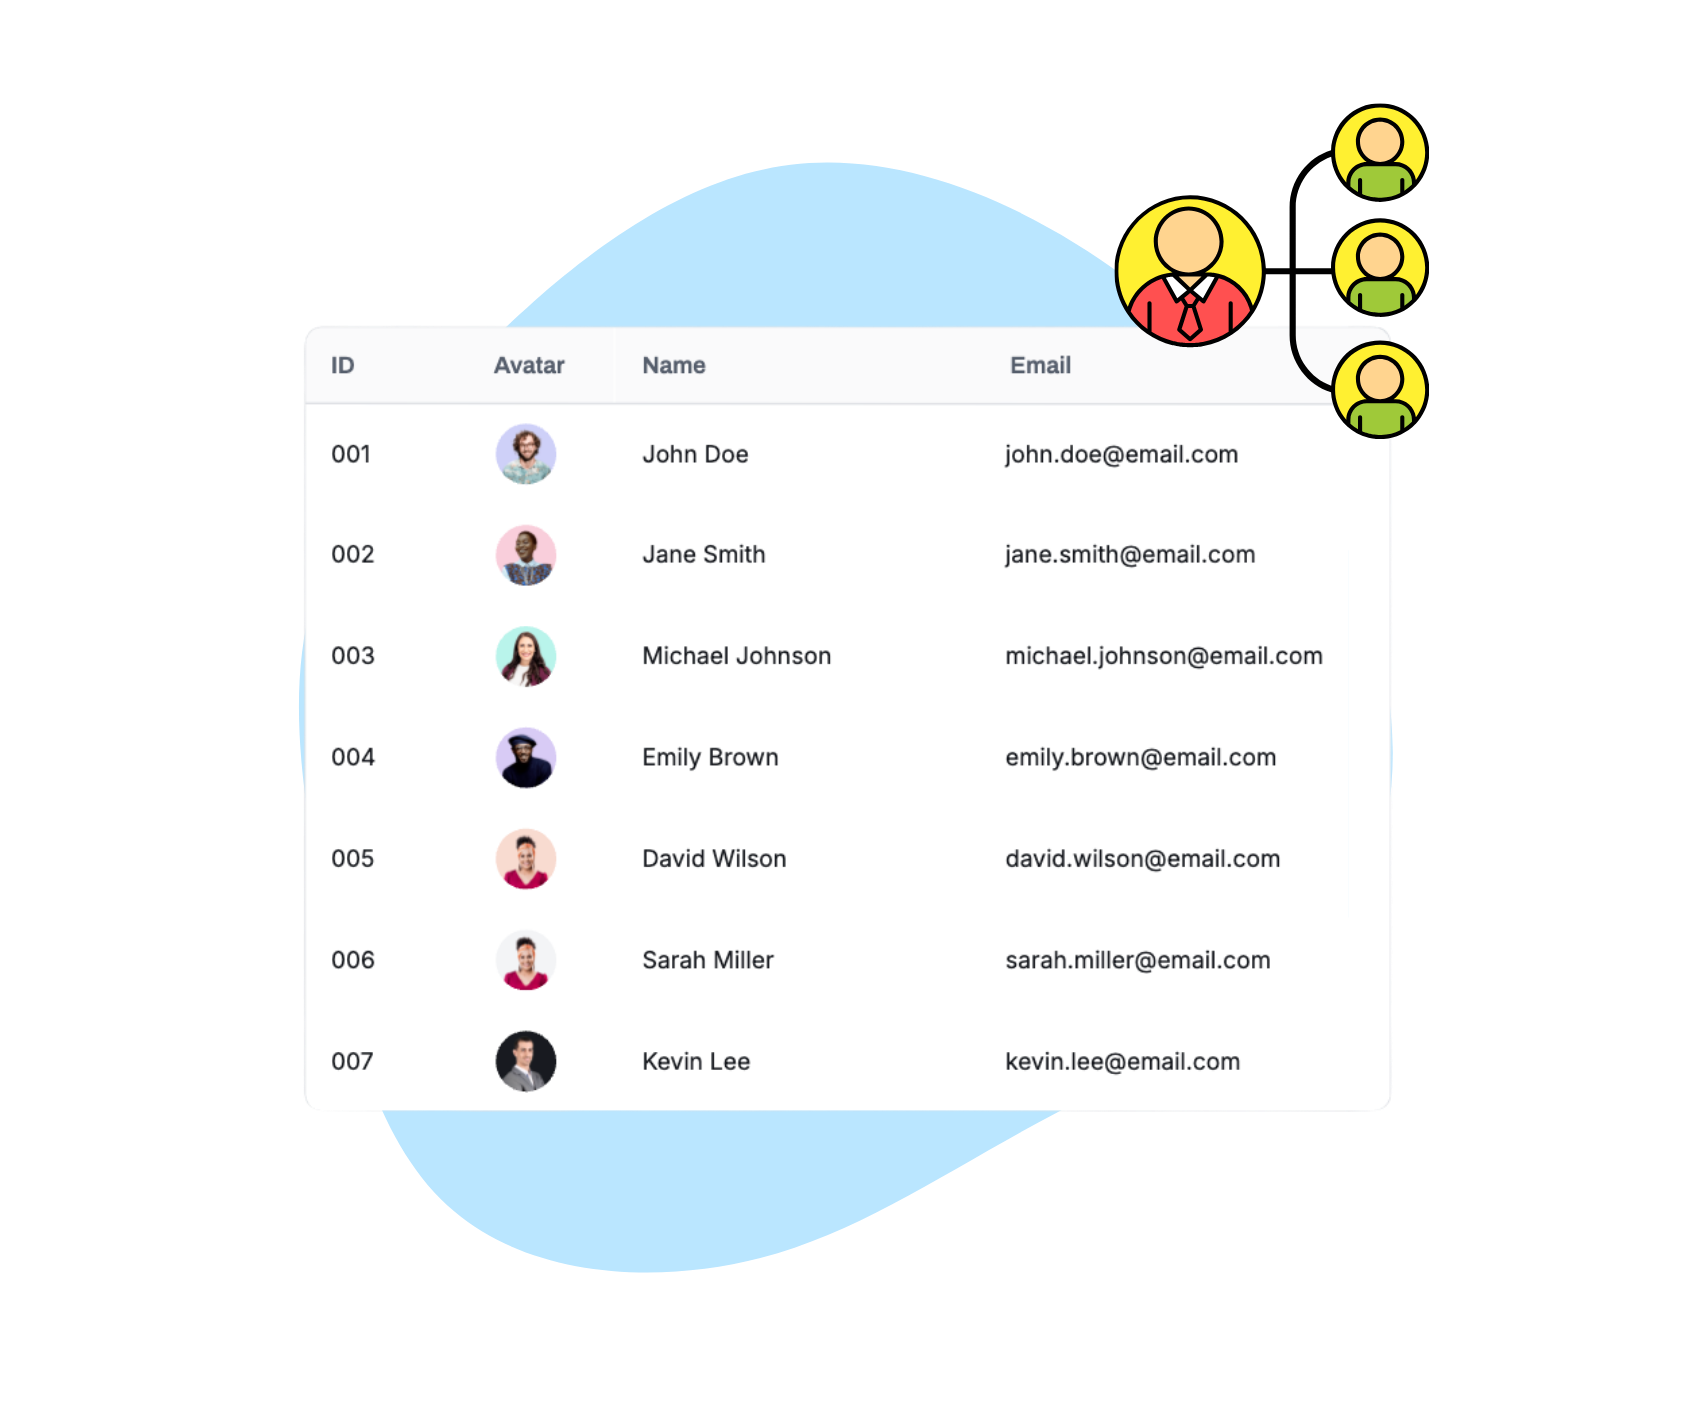 ID Avatar Name Email
001 John Doe john.doe@email.com
002 Jane Smith jane.smith@email.com
003 Michael Johnson michael.johnson@email.com
004 Emily Brown emily.brown@email.com
005 David Wilson david.wilson@email.com
006 Sarah Miller sarah.miller@email.com
007 Kevin Lee kevin.lee@email.com